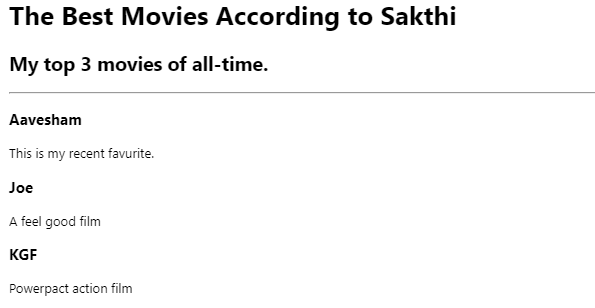 The Best Movies According to Sakthi
My top 3 movies of all-time.
Aavesham
This is my recent favurite.
Joe
A feel good film
KGF
Powerpact action film